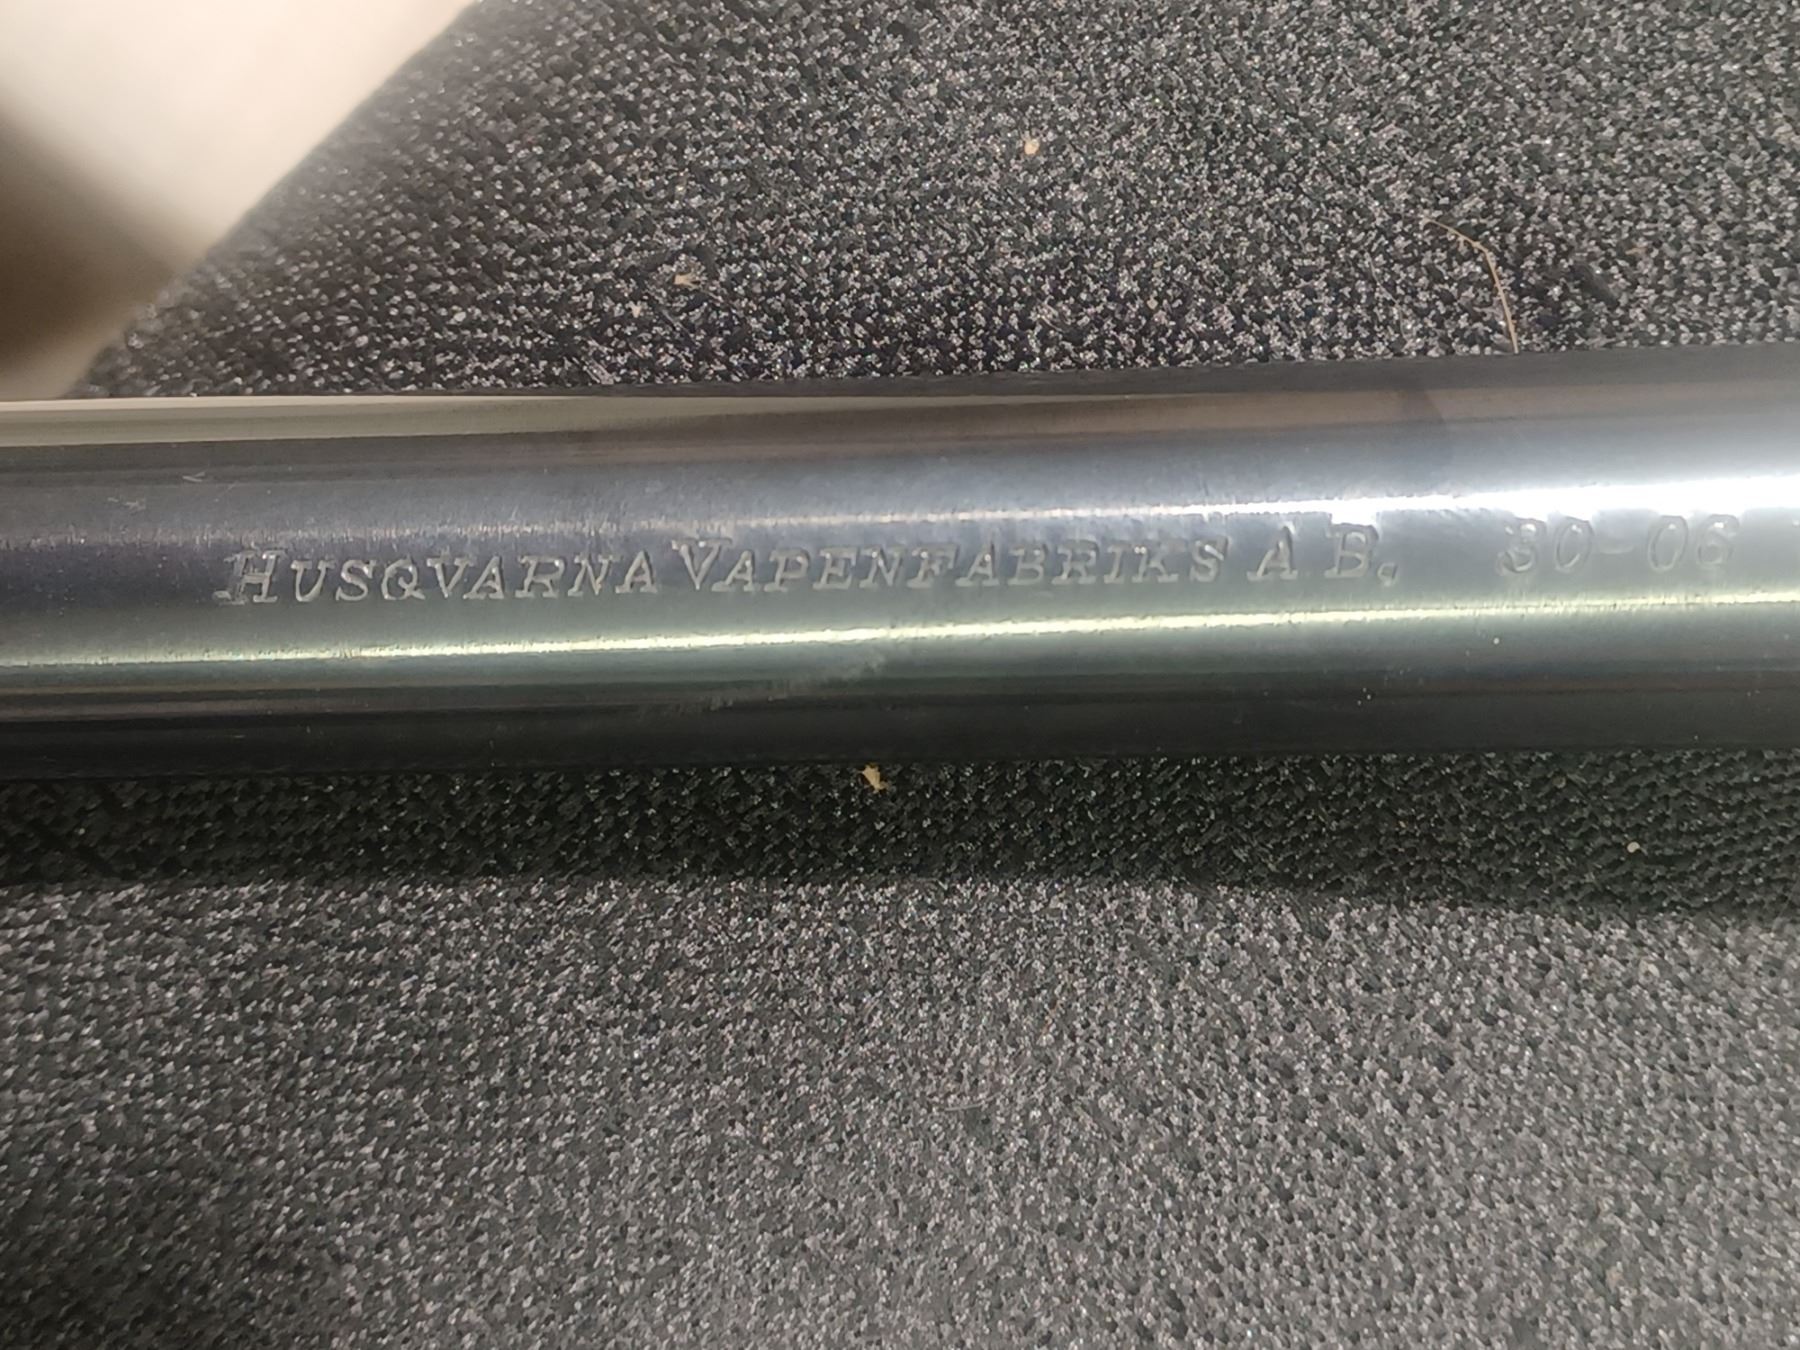 HUSQVARNA VAPENFABRIKS A B. 30-06